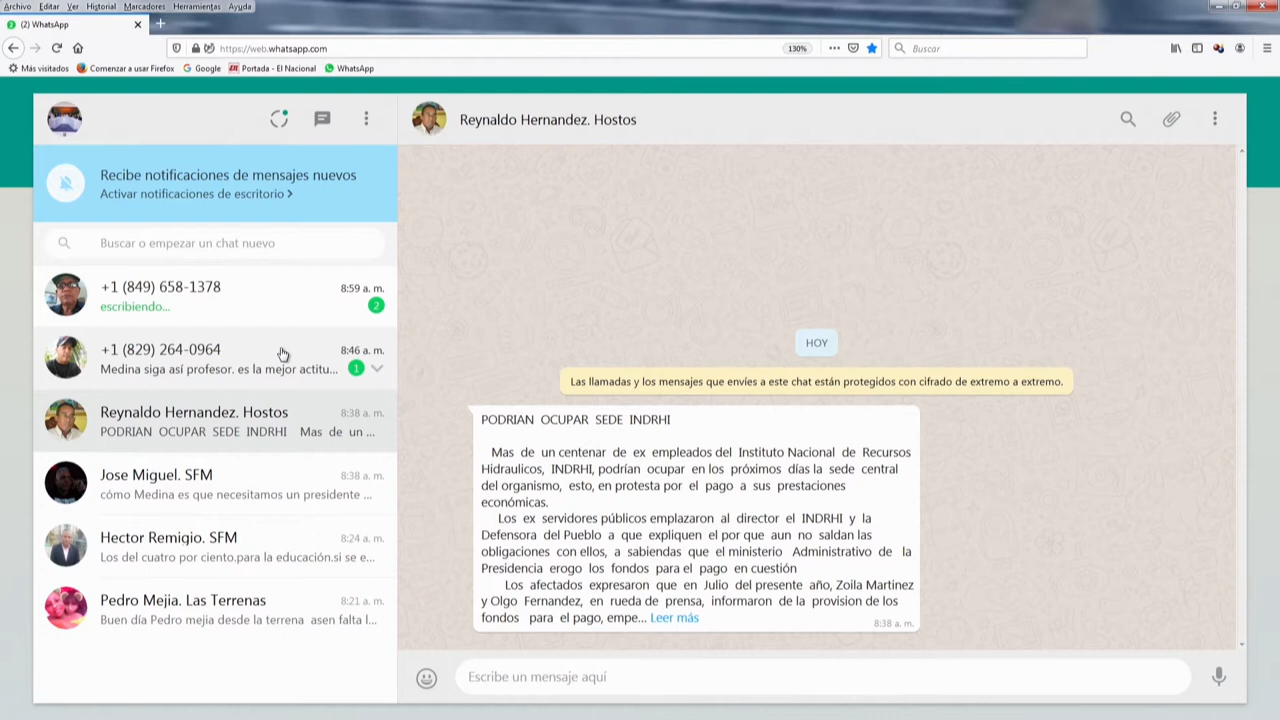 Archivo Editar Ver Historial Marcadores Herramientas Ayuda
(2) WhatsApp
https://web.whatsapp.com
130%
Buscar
Más visitados Comenzar a usar Firefox Google Portada - El Nacional WhatsApp
Reynaldo Hernandez. Hostos
Recibe notificaciones de mensajes nuevos
Activar notificaciones de escritorio >
Buscar o empezar un chat nuevo
+1 (849) 658-1378 8:59 a. m.
escribiendo... 2
+1 (829) 264-0964 8:46 a. m.
Medina siga así profesor. es la mejor actitu... 1
Reynaldo Hernandez. Hostos 8:38 a. m.
PODRIAN OCUPAR SEDE INDRHI Mas de un ...
Jose Miguel. SFM 8:38 a. m.
cómo Medina es que necesitamos un presidente ...
Hector Remigio. SFM 8:24 a. m.
Los del cuatro por ciento.para la educación.si se e...
Pedro Mejia. Las Terrenas 8:21 a. m.
Buen día Pedro mejia desde la terrena asen falta l...
HOY
Las llamadas y los mensajes que envíes a este chat están protegidos con cifrado de extremo a extremo.
PODRIAN OCUPAR SEDE INDRHI
Mas de un centenar de ex empleados del Instituto Nacional de Recursos
Hidraulicos, INDRHI, podrían ocupar en los próximos días la sede central
del organismo, esto, en protesta por el pago a sus prestaciones
económicas.
Los ex servidores públicos emplazaron al director el INDRHI y la
Defensora del Pueblo a que expliquen el por que aun no saldan las
obligaciones con ellos, a sabiendas que el ministerio Administrativo de la
Presidencia erogo los fondos para el pago en cuestión
Los afectados expresaron que en Julio del presente año, Zoila Martinez
y Olgo Fernandez, en rueda de prensa, informaron de la provision de los
fondos para el pago, empe... Leer más
8:38 a. m.
Escribe un mensaje aquí